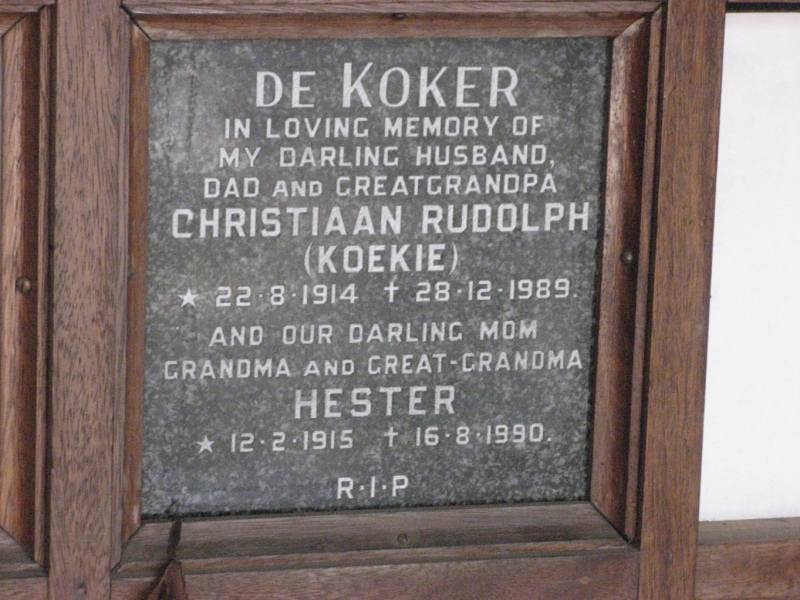 DE KOKER
IN LOVING MEMORY OF
MY DARLING HUSBAND,
DAD AND GREATGRANDPA
CHRISTIAAN RUDOLPH
(KOEKIE)
★ 22·8·1914 † 28·12·1989.
AND OUR DARLING MOM
GRANDMA AND GREAT-GRANDMA
HESTER
★ 12·2·1915 † 16·8·1990.
R·I·P